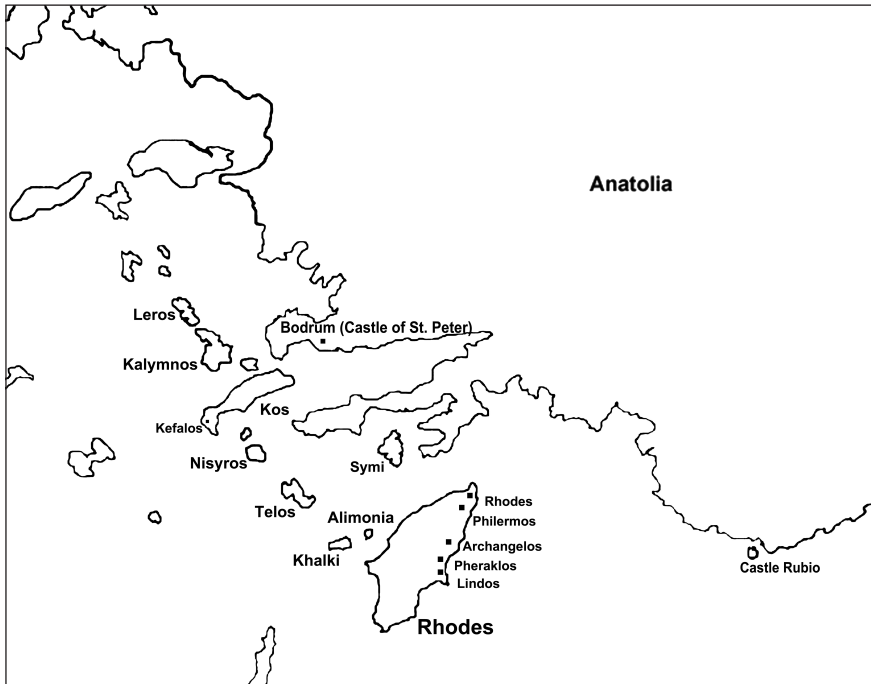 Anatolia
Leros
Bodrum (Castle of St. Peter)
Kalymnos
Kos
Kefalos
Nisyros
Symi
Telos
Rhodes
Alimonia
Philermos
Archangelos
Khalki
Pheraklos
Castle Rubio
Lindos
Rhodes